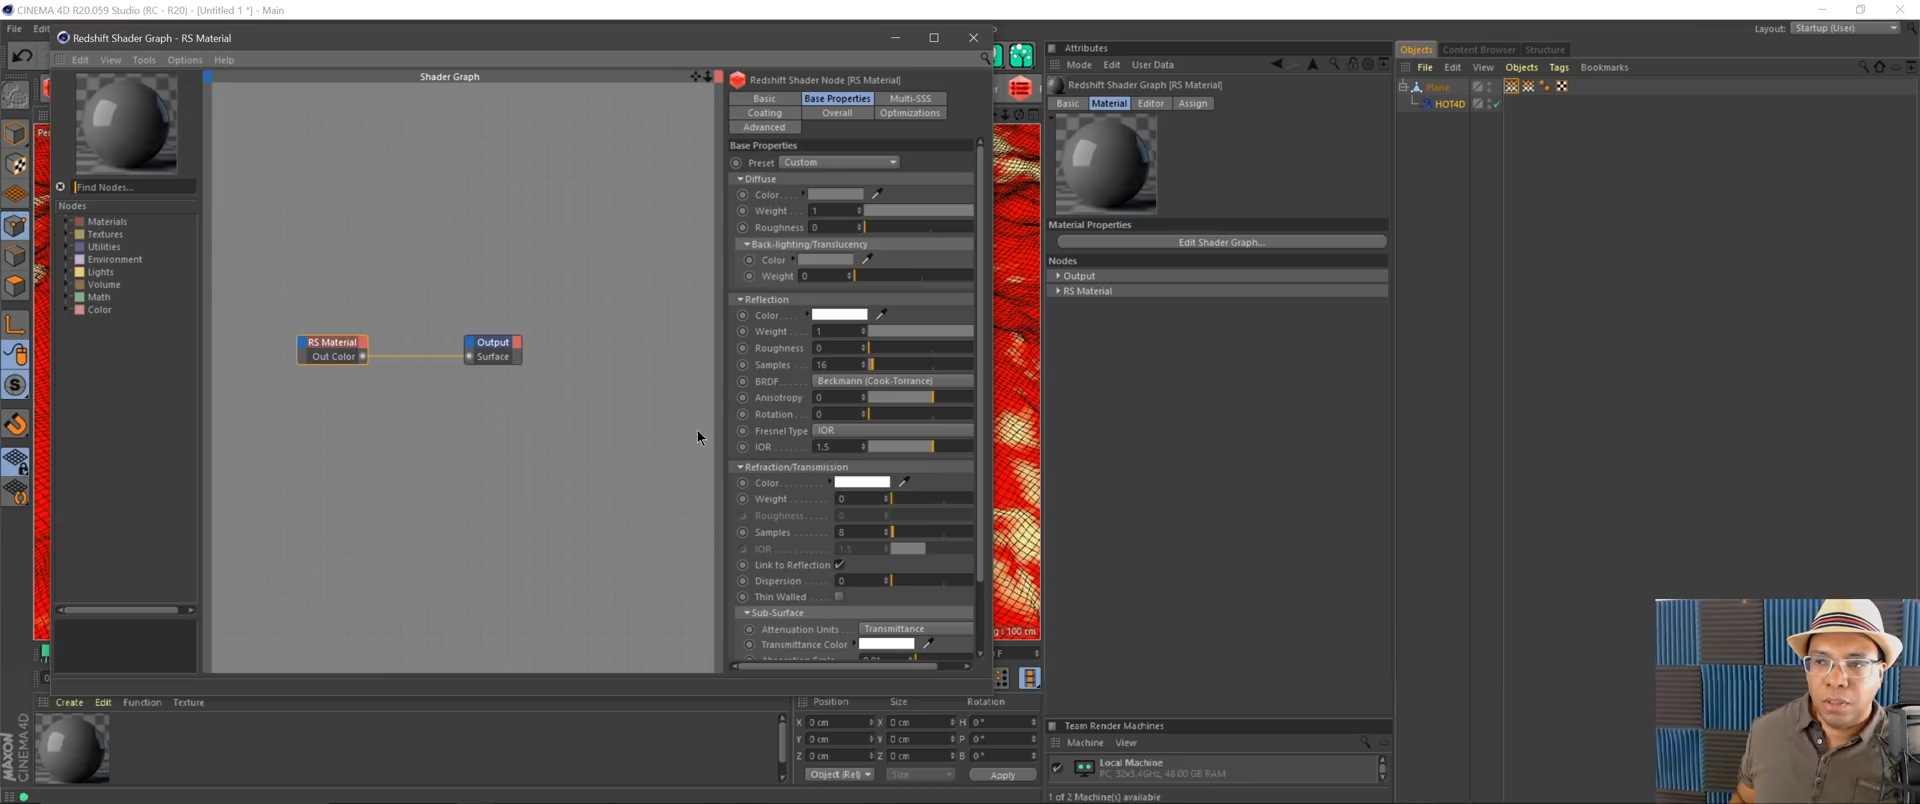 CINEMA 4D R20.059 Studio (RC - R20) - [Untitled 1 *] - Main
File Edit
Layout: Startup (User)
Redshift Shader Graph - RS Material
Edit View Tools Options Help
Find Nodes...
Nodes
Materials
Textures
Utilities
Environment
Lights
Volume
Math
Color
Shader Graph
RS Material
Out Color
Output
Surface
Redshift Shader Node [RS Material]
Basic Base Properties Multi-SSS
Coating Overall Optimizations
Advanced
Base Properties
Preset Custom
Diffuse
Color. . . .
Weight . . . 1
Roughness 0
Back-lighting/Translucency
Color
Weight 0
Reflection
Color. . . .
Weight. . . . 1
Roughness 0
Samples . . 16
BRDF. . . . . Beckmann (Cook-Torrance)
Anisotropy 0
Rotation . . . 0
Fresnel Type IOR
IOR . . . . . . . 1.5
Refraction/Transmission
Color. . . . . . . . .
Weight . . . . . . . 0
Roughness. . . . . 0
Samples . . . . . . 8
IOR . . . . . . . . . . 1.5
Link to Reflection
Dispersion . . . . . 0
Thin Walled . . . .
Sub-Surface
Attenuation Units . . . Transmittance
Transmittance Color
Attributes
Mode Edit User Data
Redshift Shader Graph [RS Material]
Basic Material Editor Assign
Material Properties
Edit Shader Graph...
Nodes
Output
RS Material
Objects Content Browser Structure
File Edit View Objects Tags Bookmarks
Plane
HOT4D
Create Edit Function Texture
Position Size Rotation
X 0 cm X 0 cm H 0 °
Y 0 cm Y 0 cm P 0 °
Z 0 cm Z 0 cm B 0 °
Object (Rel) Size Apply
Team Render Machines
Machine View
Local Machine
PC, 32x3.4GHz, 48.00 GB RAM
1 of 2 Machine(s) available
MAXON
CINEMA 4D
: 100 cm